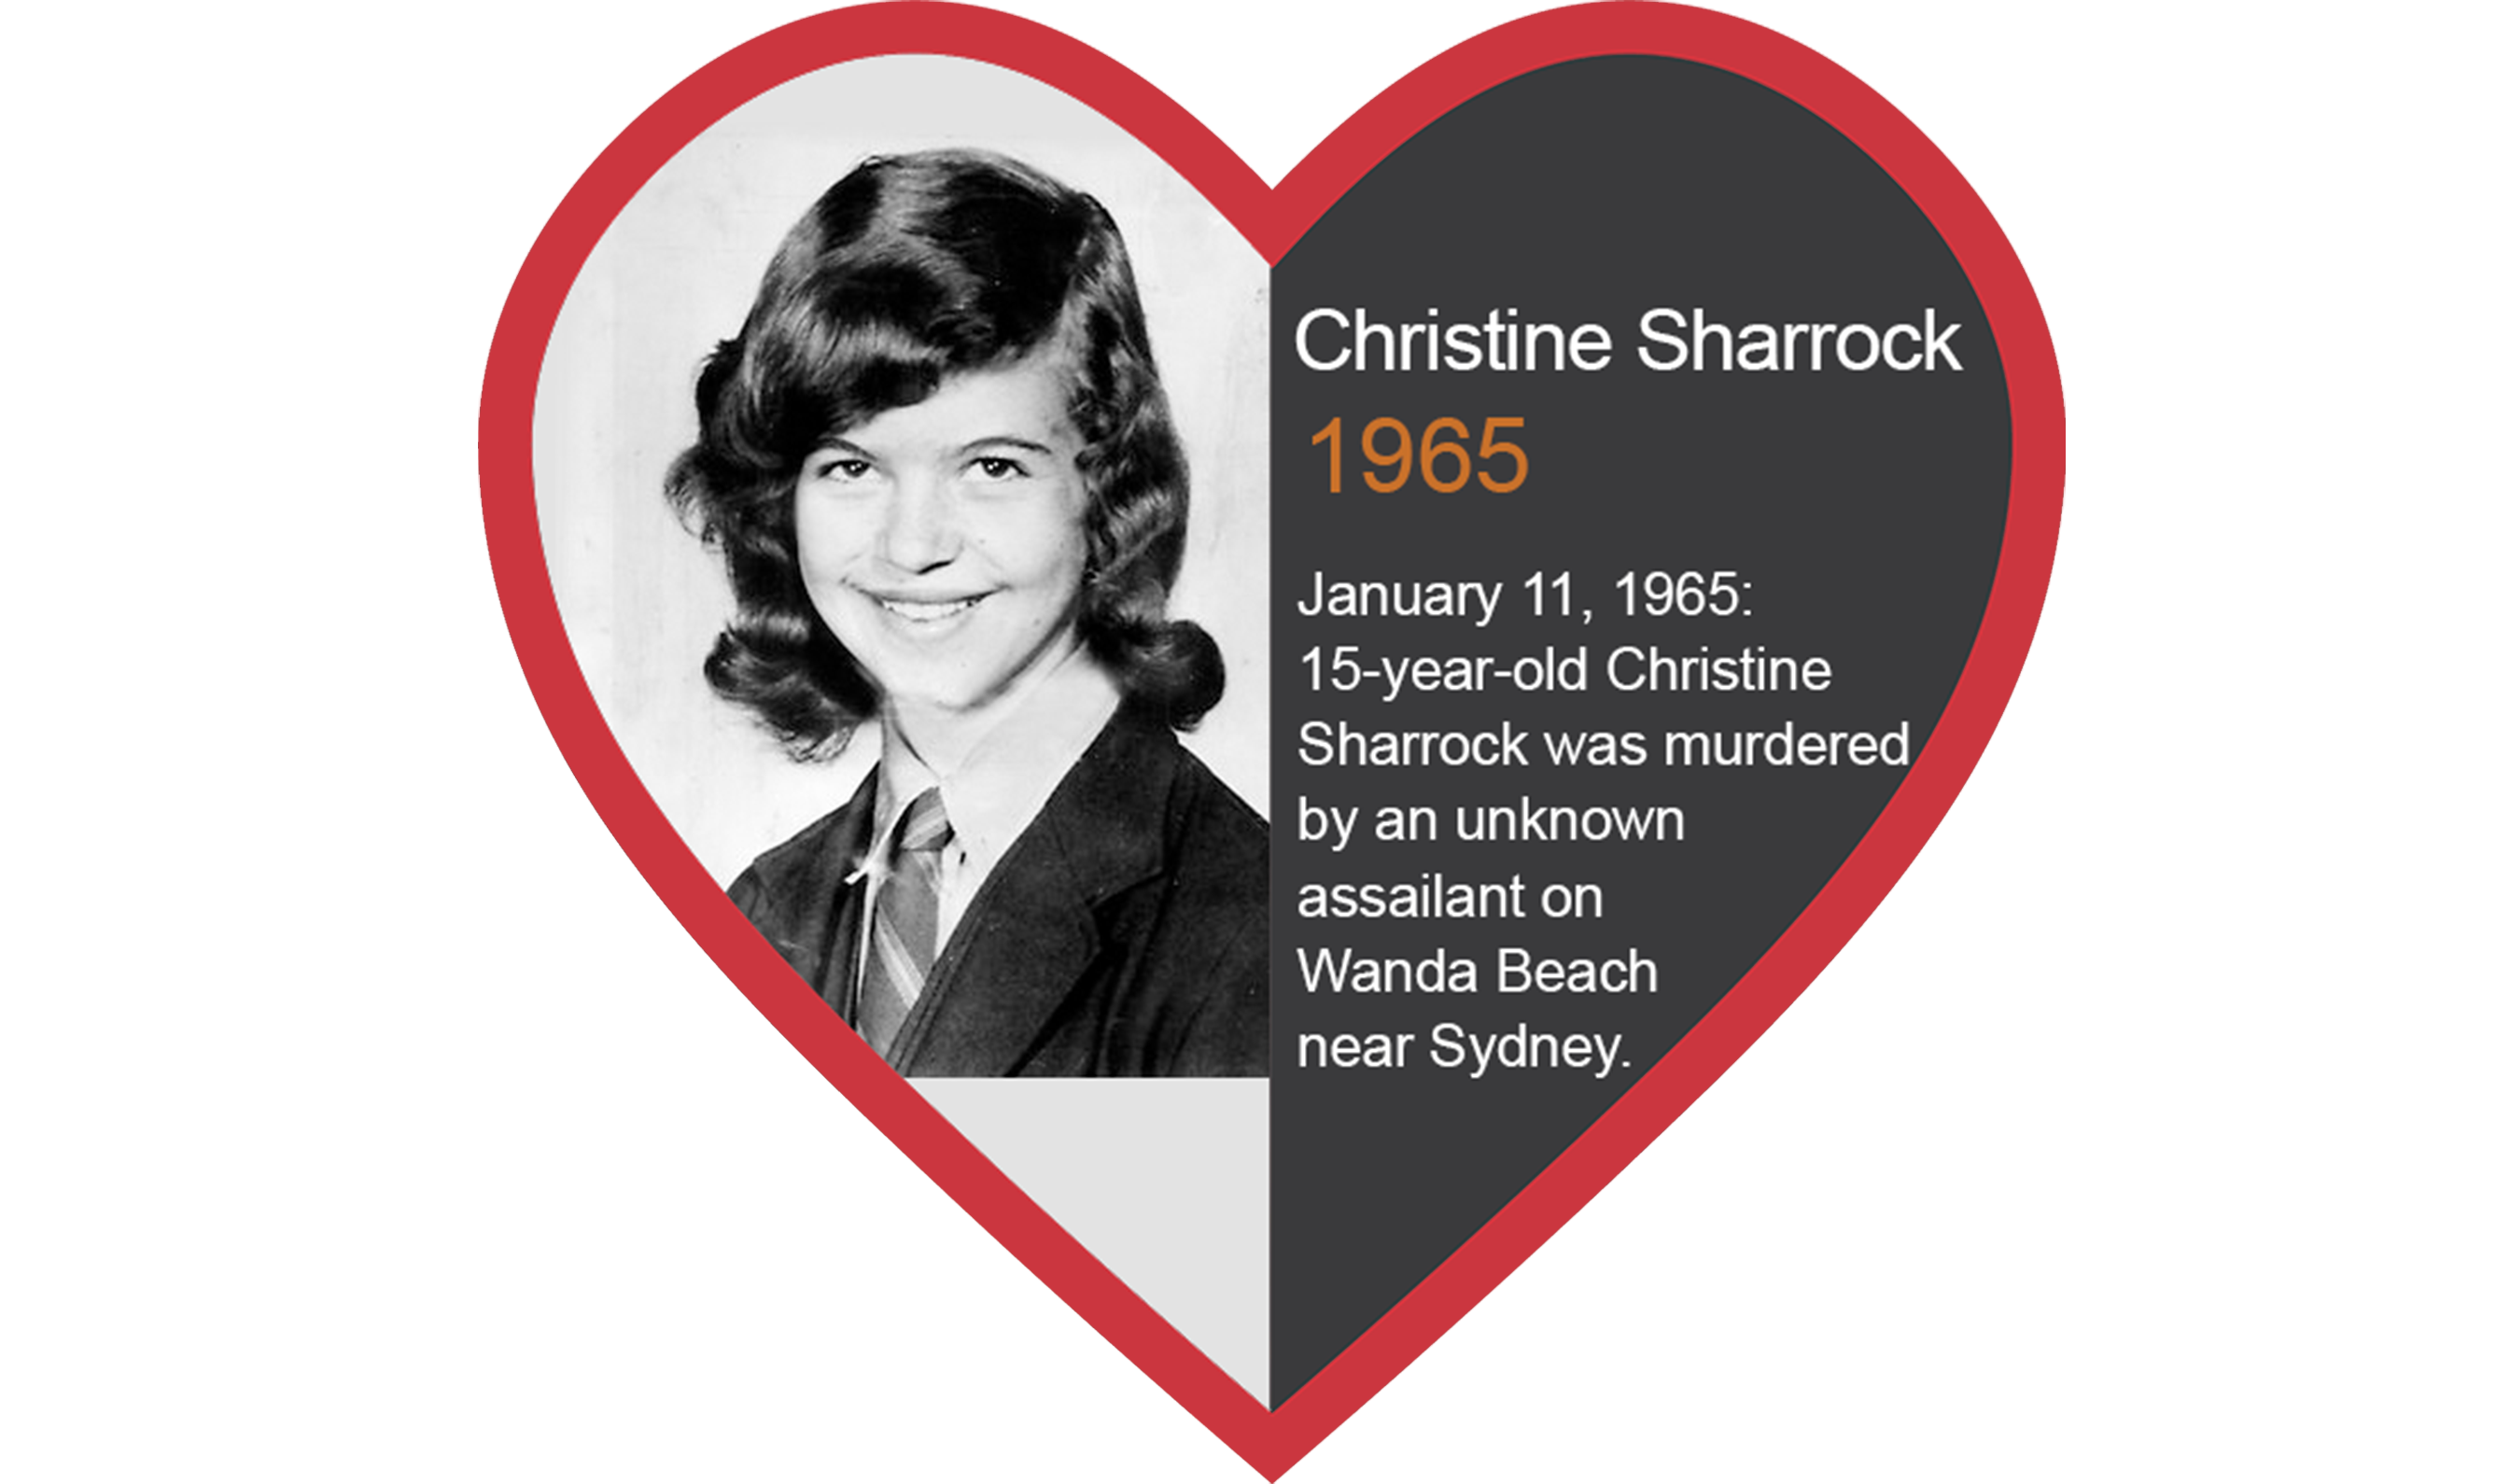 Christine Sharrock
1965
January 11, 1965:
15-year-old Christine
Sharrock was murdered
by an unknown
assailant on
Wanda Beach
near Sydney.